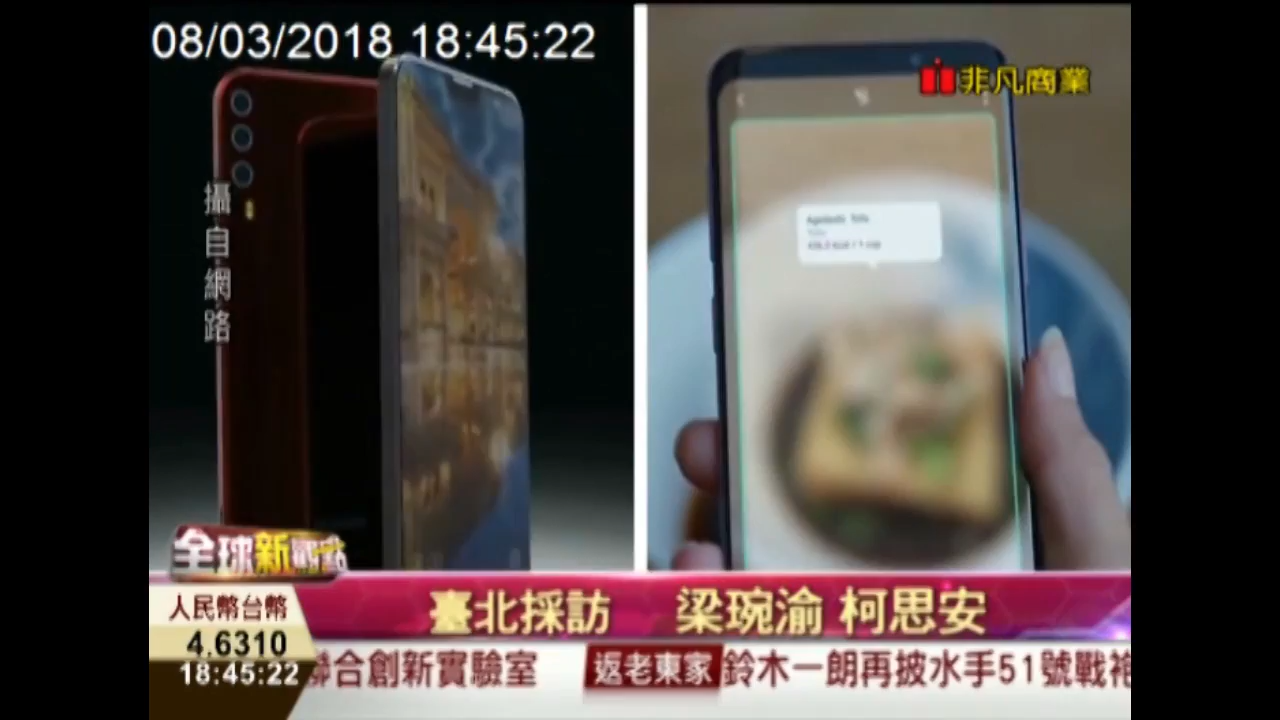 08/03/2018 18:45:22
非凡商業
攝自網路
全球新觀點
臺北採訪 梁琬渝 柯思安
人民幣台幣
4.6310
18:45:22
聯合創新實驗室 返老東家 鈴木一朗再披水手51號戰袍